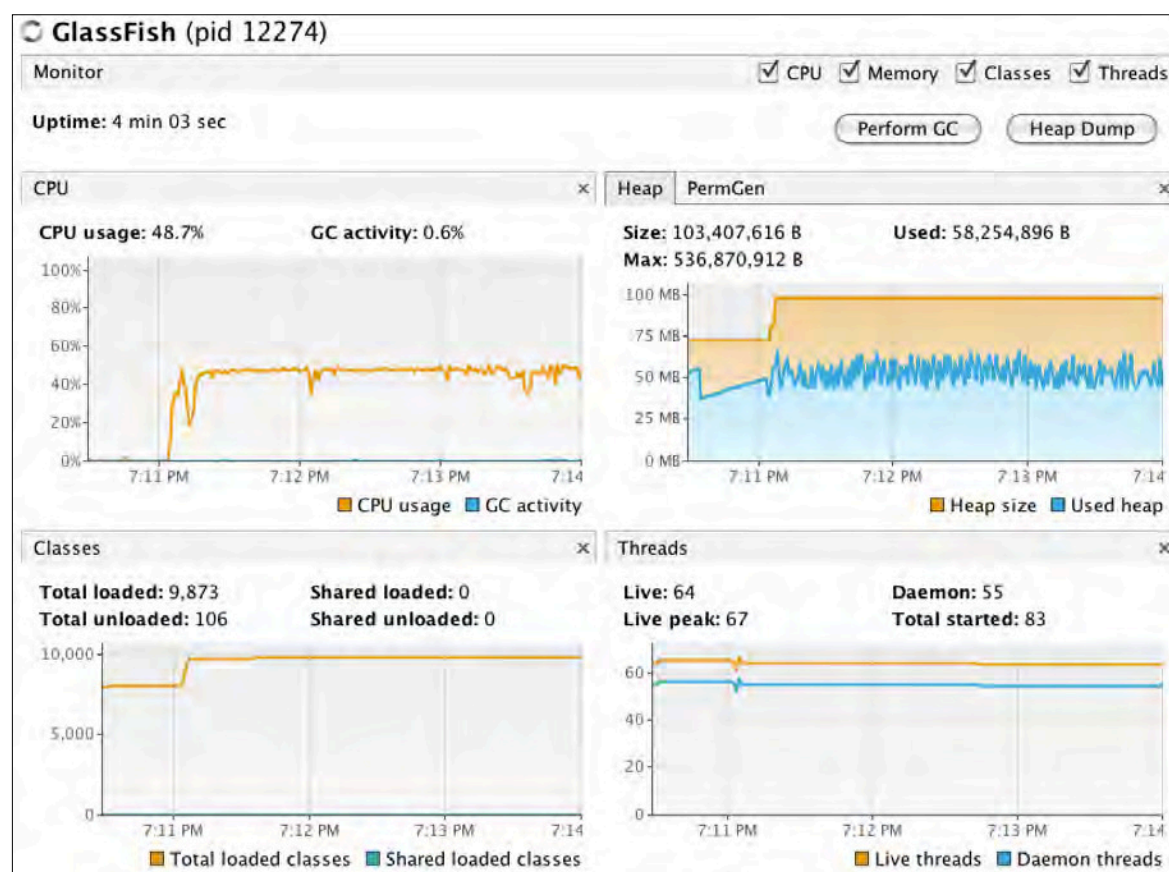 GlassFish (pid 12274)
Monitor
CPU Memory Classes Threads
Uptime: 4 min 03 sec
Perform GC Heap Dump
CPU ×
CPU usage: 48.7% GC activity: 0.6%
100%
80%
60%
40%
20%
0%
7:11 PM 7:12 PM 7:13 PM 7:14
CPU usage GC activity
Heap PermGen ×
Size: 103,407,616 B Used: 58,254,896 B
Max: 536,870,912 B
100 MB
75 MB
50 MB
25 MB
0 MB
7:11 PM 7:12 PM 7:13 PM 7:14
Heap size Used heap
Classes ×
Total loaded: 9,873 Shared loaded: 0
Total unloaded: 106 Shared unloaded: 0
10,000
5,000
0
7:11 PM 7:12 PM 7:13 PM 7:14
Total loaded classes Shared loaded classes
Threads ×
Live: 64 Daemon: 55
Live peak: 67 Total started: 83
60
40
20
0
7:11 PM 7:12 PM 7:13 PM 7:14
Live threads Daemon threads